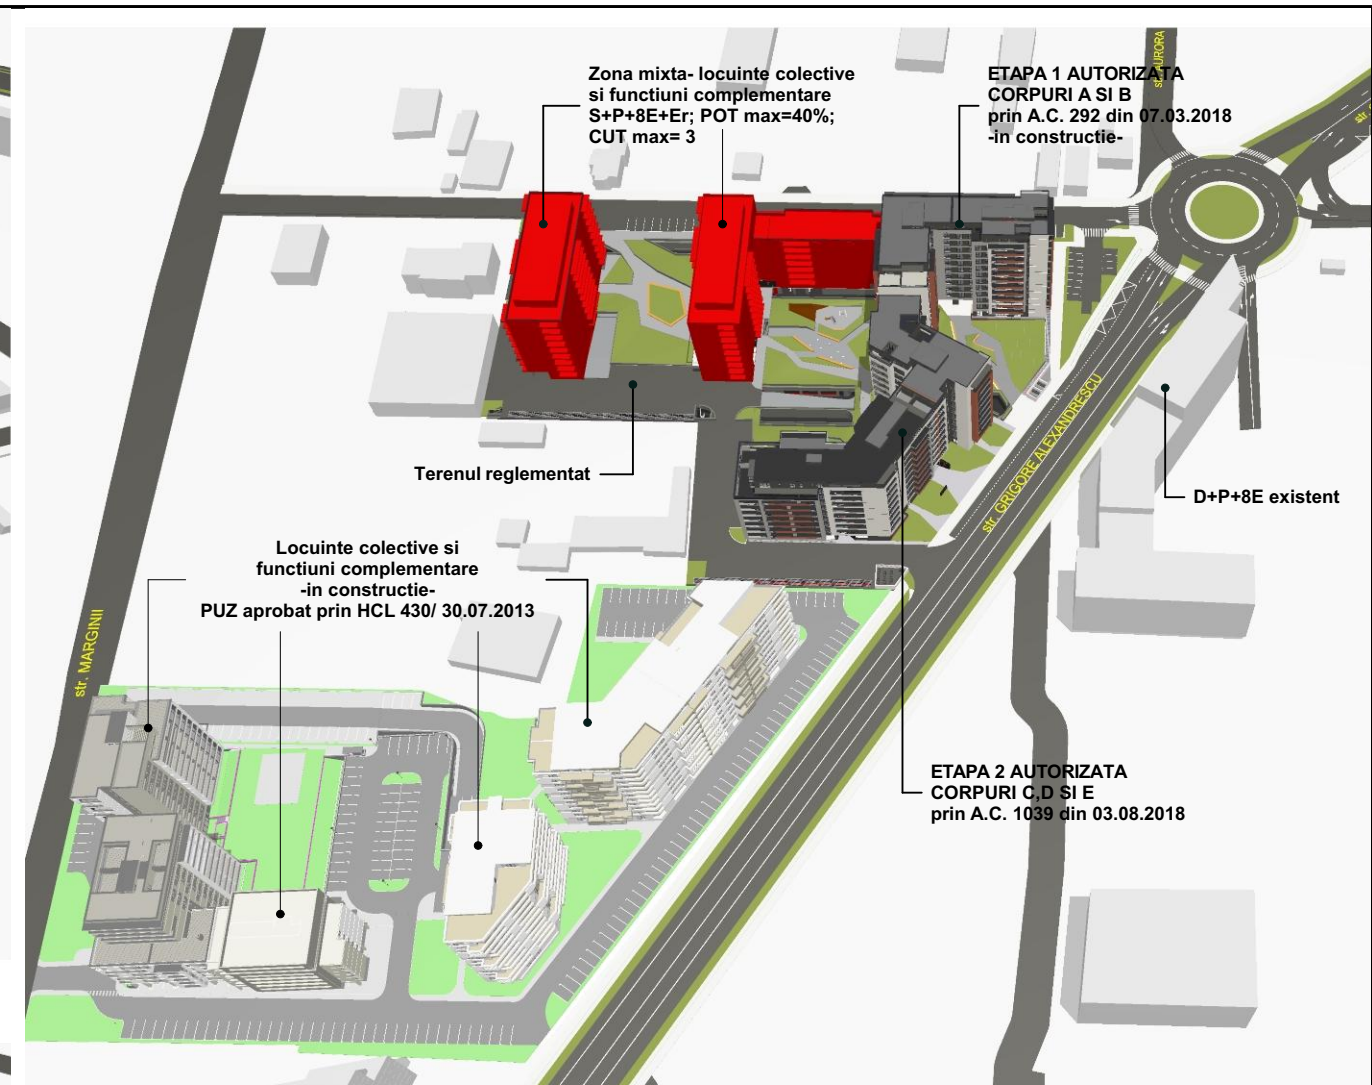 Zona mixta- locuinte colective
si functiuni complementare
S+P+8E+Er; POT max=40%;
CUT max= 3
ETAPA 1 AUTORIZATA
CORPURI A SI B
prin A.C. 292 din 07.03.2018
-in constructie-
str. AURORA
Terenul reglementat
str. GRIGORE ALEXANDRESCU
D+P+8E existent
Locuinte colective si
functiuni complementare
-in constructie-
PUZ aprobat prin HCL 430/ 30.07.2013
str. MARGINII
ETAPA 2 AUTORIZATA
CORPURI C,D SI E
prin A.C. 1039 din 03.08.2018